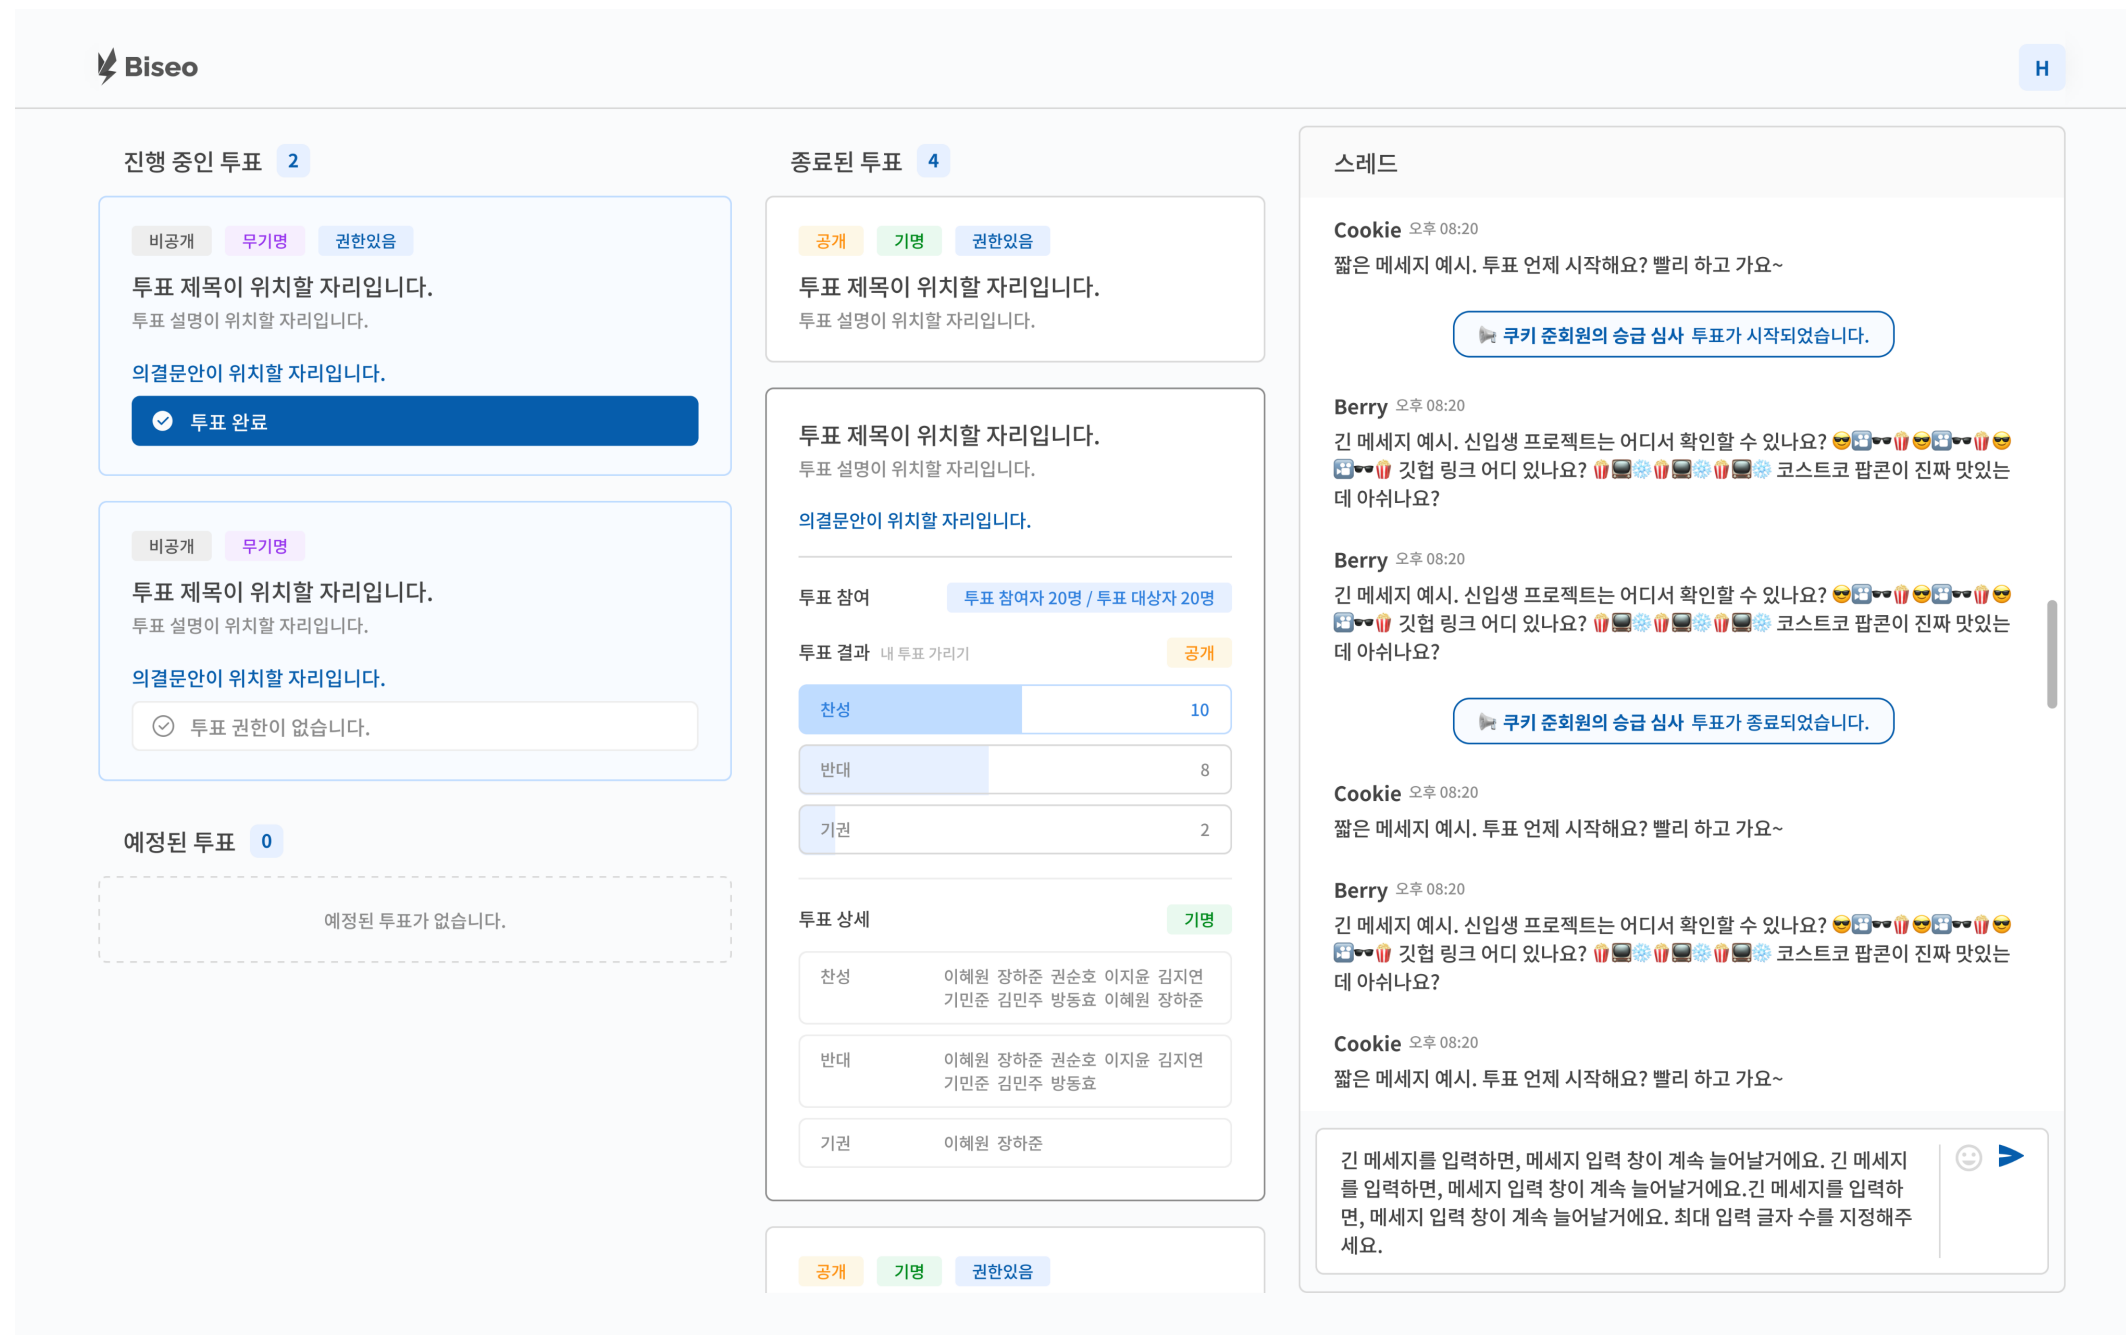 Biseo
H
진행 중인 투표 2
비공개 무기명 권한있음
투표 제목이 위치할 자리입니다.
투표 설명이 위치할 자리입니다.
의결문안이 위치할 자리입니다.
투표 완료
비공개 무기명
투표 제목이 위치할 자리입니다.
투표 설명이 위치할 자리입니다.
의결문안이 위치할 자리입니다.
투표 권한이 없습니다.
예정된 투표 0
예정된 투표가 없습니다.
종료된 투표 4
공개 기명 권한있음
투표 제목이 위치할 자리입니다.
투표 설명이 위치할 자리입니다.
투표 제목이 위치할 자리입니다.
투표 설명이 위치할 자리입니다.
의결문안이 위치할 자리입니다.
투표 참여 투표 참여자 20명 / 투표 대상자 20명
투표 결과 내 투표 가리기 공개
찬성 10
반대 8
기권 2
투표 상세 기명
찬성 이혜원 장하준 권순호 이지윤 김지연
기민준 김민주 방동효 이혜원 장하준
반대 이혜원 장하준 권순호 이지윤 김지연
기민준 김민주 방동효
기권 이혜원 장하준
공개 기명 권한있음
스레드
Cookie 오후 08:20
짧은 메세지 예시. 투표 언제 시작해요? 빨리 하고 가요~
📢 쿠키 준회원의 승급 심사 투표가 시작되었습니다.
Berry 오후 08:20
긴 메세지 예시. 신입생 프로젝트는 어디서 확인할 수 있나요? 😎🎦🕶🍿😎🎦🕶🍿😎
🎦🕶🍿 깃헙 링크 어디 있나요? 🍿📺❄️🍿📺❄️🍿📺❄️ 코스트코 팝콘이 진짜 맛있는
데 아쉬나요?
Berry 오후 08:20
긴 메세지 예시. 신입생 프로젝트는 어디서 확인할 수 있나요? 😎🎦🕶🍿😎🎦🕶🍿😎
🎦🕶🍿 깃헙 링크 어디 있나요? 🍿📺❄️🍿📺❄️🍿📺❄️ 코스트코 팝콘이 진짜 맛있는
데 아쉬나요?
📢 쿠키 준회원의 승급 심사 투표가 종료되었습니다.
Cookie 오후 08:20
짧은 메세지 예시. 투표 언제 시작해요? 빨리 하고 가요~
Berry 오후 08:20
긴 메세지 예시. 신입생 프로젝트는 어디서 확인할 수 있나요? 😎🎦🕶🍿😎🎦🕶🍿😎
🎦🕶🍿 깃헙 링크 어디 있나요? 🍿📺❄️🍿📺❄️🍿📺❄️ 코스트코 팝콘이 진짜 맛있는
데 아쉬나요?
Cookie 오후 08:20
짧은 메세지 예시. 투표 언제 시작해요? 빨리 하고 가요~
긴 메세지를 입력하면, 메세지 입력 창이 계속 늘어날거에요. 긴 메세지
를 입력하면, 메세지 입력 창이 계속 늘어날거에요.긴 메세지를 입력하
면, 메세지 입력 창이 계속 늘어날거에요. 최대 입력 글자 수를 지정해주
세요.